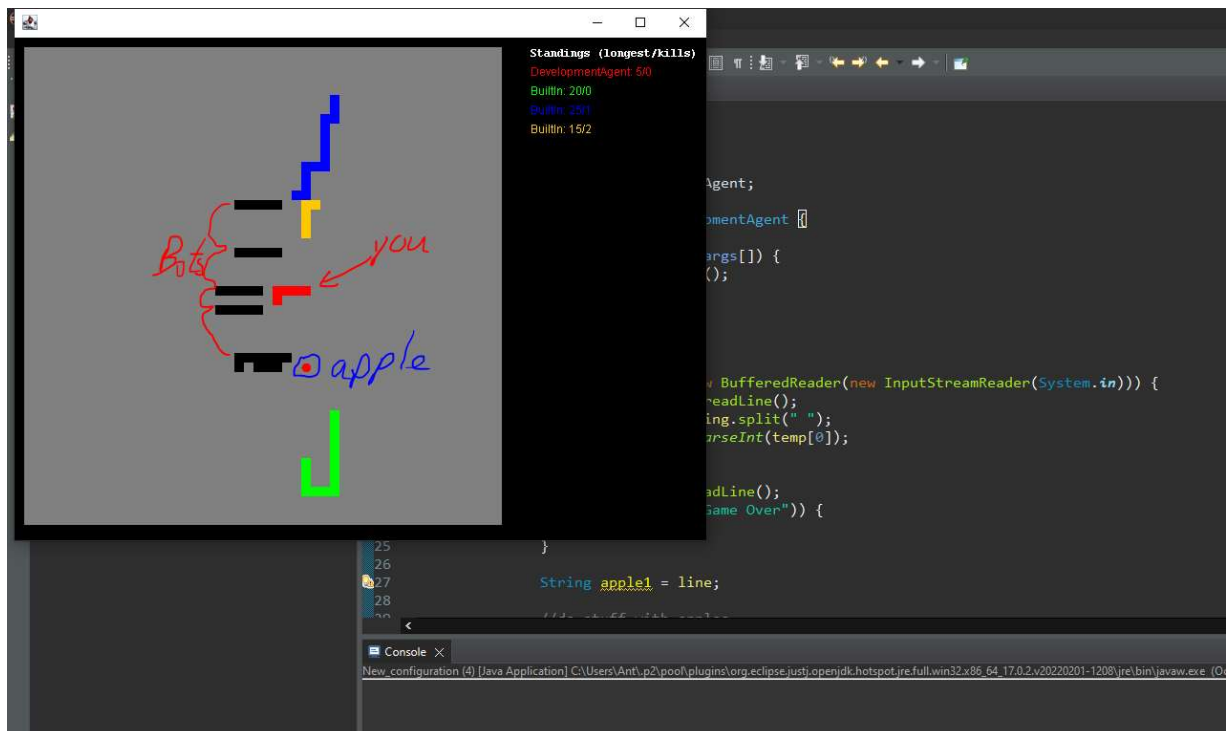 Standings (longest/kills)
DevelopmentAgent: 5/0
BuiltIn: 20/0
BuiltIn: 25/1
BuiltIn: 15/2
Bots
you
apple
Agent;
pmentAgent {
args[]) {
();
w BufferedReader(new InputStreamReader(System.in))) {
readLine();
ing.split(" ");
arseInt(temp[0]);
adLine();
Game Over")) {
25 }
26
27 String apple1 = line;
28
Console
New_configuration (4) [Java Application] C:\Users\Ant\.p2\pool\plugins\org.eclipse.justj.openjdk.hotspot.jre.full.win32.x86_64_17.0.2.v20220201-1208\jre\bin\javaw.exe (Oc